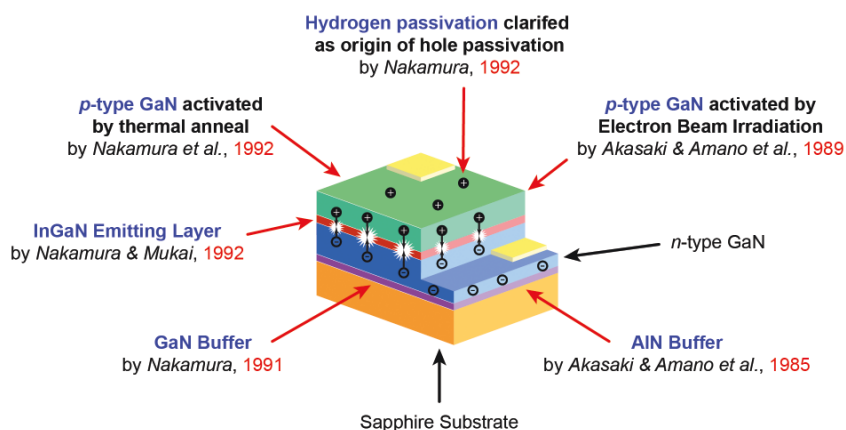 Hydrogen passivation clarifed
as origin of hole passivation
by Nakamura, 1992
p-type GaN activated
by thermal anneal
by Nakamura et al., 1992
p-type GaN activated by
Electron Beam Irradiation
by Akasaki & Amano et al., 1989
InGaN Emitting Layer
by Nakamura & Mukai, 1992
n-type GaN
GaN Buffer
by Nakamura, 1991
AlN Buffer
by Akasaki & Amano et al., 1985
Sapphire Substrate